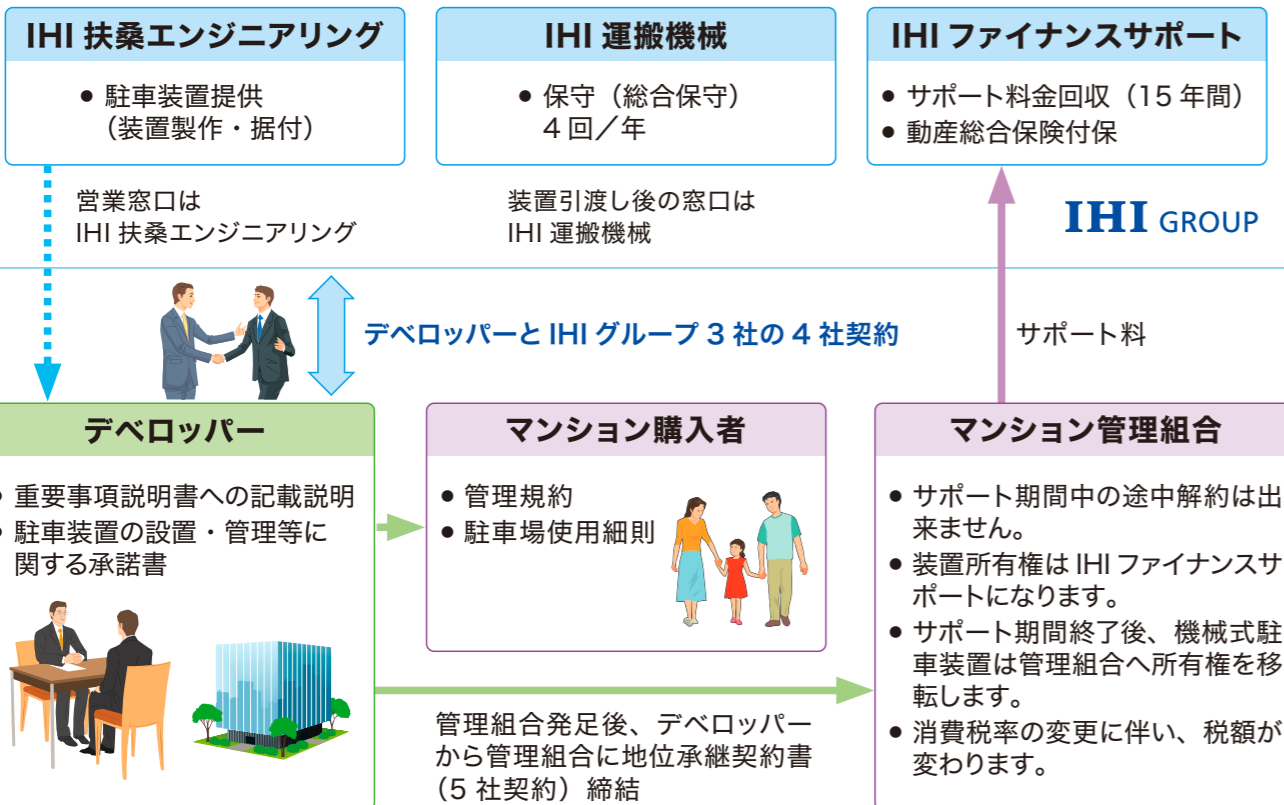 IHI 扶桑エンジニアリング
● 駐車装置提供
（装置製作・据付）
IHI 運搬機械
● 保守（総合保守）
4 回／年
IHI ファイナンスサポート
● サポート料金回収（15 年間）
● 動産総合保険付保
営業窓口は
IHI 扶桑エンジニアリング
装置引渡し後の窓口は
IHI 運搬機械
IHI GROUP
デベロッパーと IHI グループ 3 社の 4 社契約
サポート料
デベロッパー
● 重要事項説明書への記載説明
● 駐車装置の設置・管理等に
関する承諾書
マンション購入者
● 管理規約
● 駐車場使用細則
マンション管理組合
● サポート期間中の途中解約は出
来ません。
● 装置所有権は IHI ファイナンスサ
ポートになります。
● サポート期間終了後、機械式駐
車装置は管理組合へ所有権を移
転します。
● 消費税率の変更に伴い、税額が
変わります。
管理組合発足後、デベロッパー
から管理組合に地位承継契約書
（5 社契約）締結